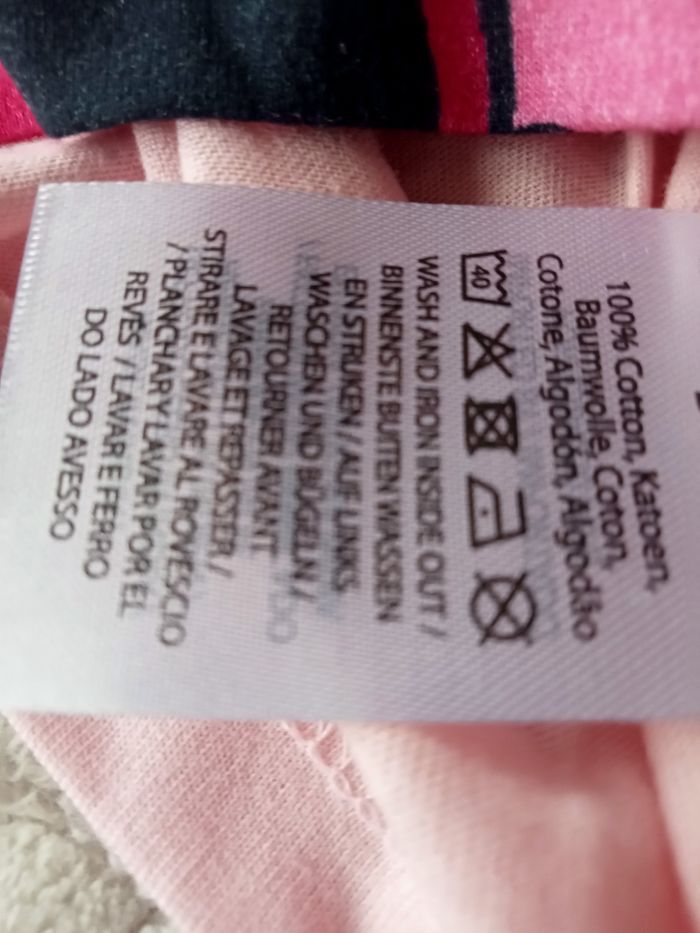 100% Cotton, Katoen,
Baumwolle, Coton,
Cotone, Algodón, Algodão
40
WASH AND IRON INSIDE OUT /
BINNENSTE BUITEN WASSEN
EN STRIJKEN / AUF LINKS
WASCHEN UND BÜGELN /
RETOURNER AVANT
LAVAGE ET REPASSER /
STIRARE E LAVARE AL ROVESCIO
/ PLANCHAR Y LAVAR POR EL
REVÉS / LAVAR E FERRO
DO LADO AVESSO